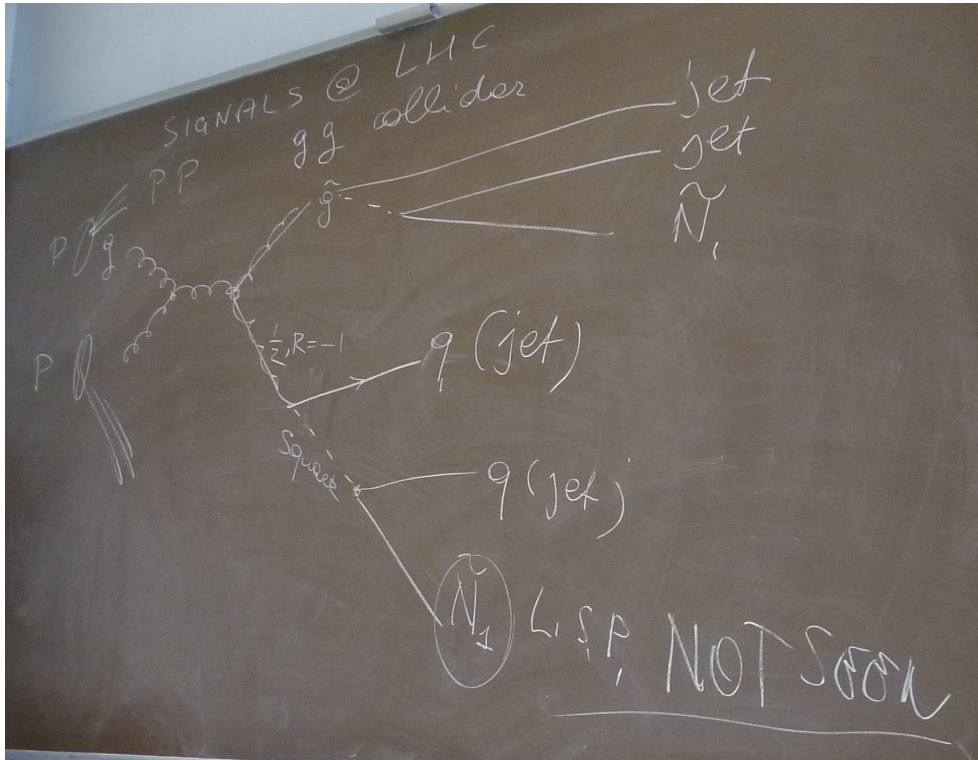 SIGNALS @ LHC
PP gg collider
jet
jet
g̃
Ñ₁
P g
P
½, R=-1
q (jet)
squark
q (jet)
Ñ₁ L.S.P. NOT Seen